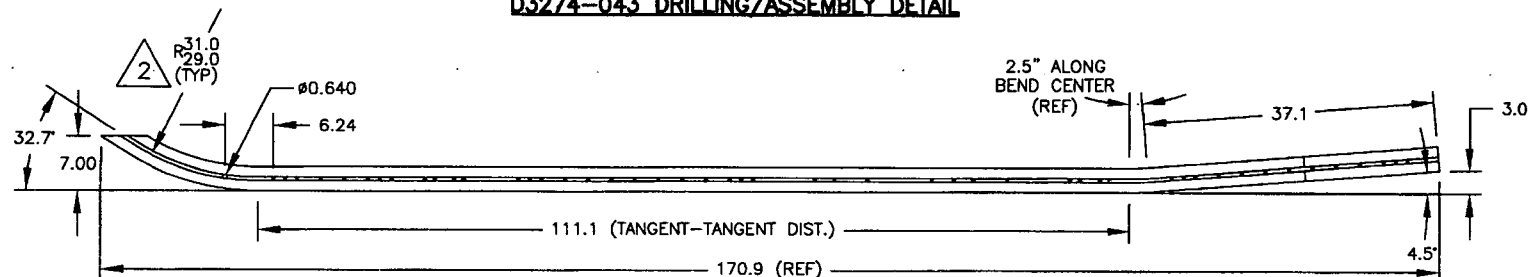 D3274-043 DRILLING/ASSEMBLY DETAIL
2
R31.0
29.0
(TYP)
ø0.640
6.24
32.7°
7.00
2.5" ALONG
BEND CENTER
(REF)
37.1
3.0
111.1 (TANGENT-TANGENT DIST.)
4.5°
170.9 (REF)